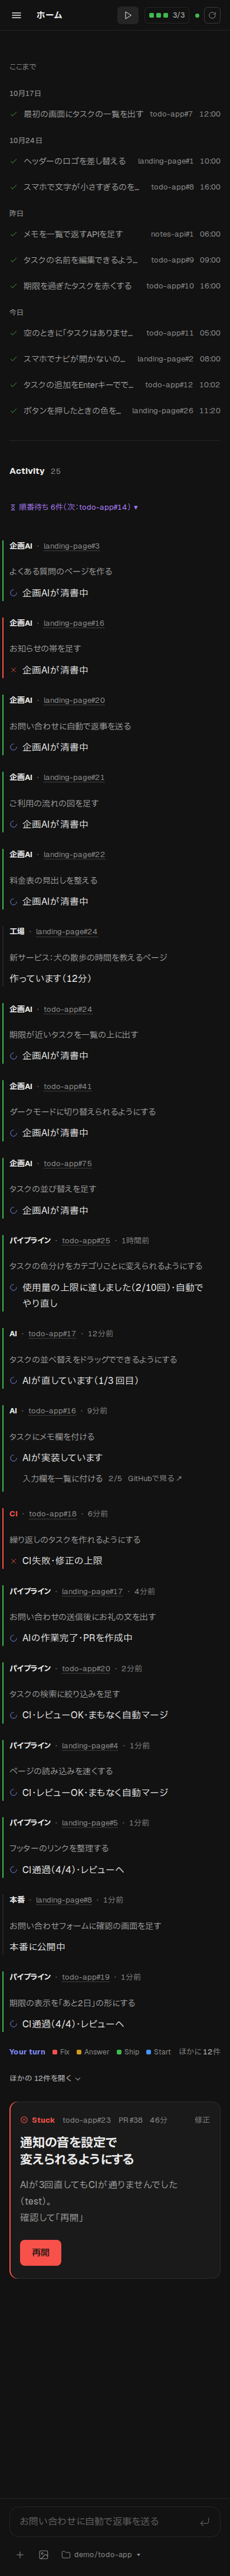 ホーム
3/3
ここまで
10月17日
最初の画面にタスクの一覧を出す todo-app#7 12:00
10月24日
ヘッダーのロゴを差し替える landing-page#1 10:00
スマホで文字が小さすぎるのを… todo-app#8 16:00
昨日
メモを一覧で返すAPIを足す notes-api#1 06:00
タスクの名前を編集できるよう… todo-app#9 09:00
期限を過ぎたタスクを赤くする todo-app#10 16:00
今日
空のときに「タスクはありませ… todo-app#11 05:00
スマホでナビが開かないの… landing-page#2 08:00
タスクの追加をEnterキーでで… todo-app#12 10:02
ボタンを押したときの色を… landing-page#26 11:20
Activity 25
順番待ち 6件（次：todo-app#14） ▾
企画AI · landing-page#3
よくある質問のページを作る
企画AIが清書中
企画AI · landing-page#16
お知らせの帯を足す
企画AIが清書中
企画AI · landing-page#20
お問い合わせに自動で返事を送る
企画AIが清書中
企画AI · landing-page#21
ご利用の流れの図を足す
企画AIが清書中
企画AI · landing-page#22
料金表の見出しを整える
企画AIが清書中
工場 · landing-page#24
新サービス：犬の散歩の時間を教えるページ
作っています（12分）
企画AI · todo-app#24
期限が近いタスクを一覧の上に出す
企画AIが清書中
企画AI · todo-app#41
ダークモードに切り替えられるようにする
企画AIが清書中
企画AI · todo-app#75
タスクの並び替えを足す
企画AIが清書中
パイプライン · todo-app#25 · 1時間前
タスクの色分けをカテゴリごとに変えられるようにする
使用量の上限に達しました（2/10回）・自動で
やり直し
AI · todo-app#17 · 12分前
タスクの並べ替えをドラッグでできるようにする
AIが直しています（1/3 回目）
AI · todo-app#16 · 9分前
タスクにメモ欄を付ける
AIが実装しています
入力欄を一覧に付ける 2/5 GitHubで見る ↗
CI · todo-app#18 · 6分前
繰り返しのタスクを作れるようにする
CI失敗・修正の上限
パイプライン · landing-page#17 · 4分前
お問い合わせの送信後にお礼の文を出す
AIの作業完了・PRを作成中
パイプライン · todo-app#20 · 2分前
タスクの検索に絞り込みを足す
CI・レビューOK・まもなく自動マージ
パイプライン · landing-page#4 · 1分前
ページの読み込みを速くする
CI・レビューOK・まもなく自動マージ
パイプライン · landing-page#5 · 1分前
フッターのリンクを整理する
CI通過（4/4）・レビューへ
本番 · landing-page#8 · 1分前
お問い合わせフォームに確認の画面を足す
本番に公開中
パイプライン · todo-app#19 · 1分前
期限の表示を「あと2日」の形にする
CI通過（4/4）・レビューへ
Your turn Fix Answer Ship Start ほかに 12件
ほかの 12件を開く
Stuck todo-app#23 PR#38 46分 修正
通知の音を設定で
変えられるようにする
AIが3回直してもCIが通りませんでした
（test）。
確認して「再開」
再開
お問い合わせに自動で返事を送る
demo/todo-app ▾